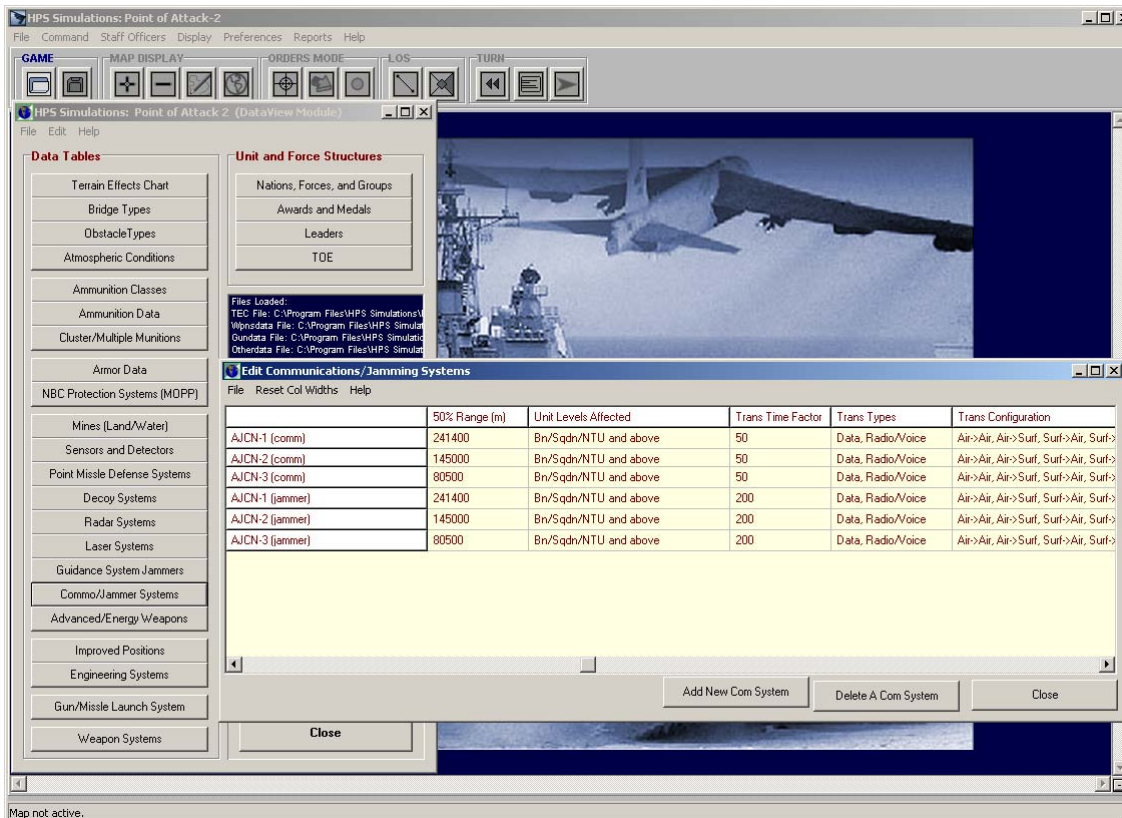 HPS Simulations: Point of Attack-2
File Command Staff Officers Display Preferences Reports Help
GAME MAP DISPLAY ORDERS MODE LOS TURN
HPS Simulations: Point of Attack 2 (DataView Module)
File Edit Help
Data Tables
Terrain Effects Chart
Bridge Types
ObstacleTypes
Atmospheric Conditions
Ammunition Classes
Ammunition Data
Cluster/Multiple Munitions
Armor Data
NBC Protection Systems (MOPP)
Mines (Land/Water)
Sensors and Detectors
Point Missle Defense Systems
Decoy Systems
Radar Systems
Laser Systems
Guidance System Jammers
Commo/Jammer Systems
Advanced/Energy Weapons
Improved Positions
Engineering Systems
Gun/Missle Launch System
Weapon Systems
Unit and Force Structures
Nations, Forces, and Groups
Awards and Medals
Leaders
TOE
Files Loaded:
TEC File: C:\Program Files\HPS Simulations\
Wpnsdata File: C:\Program Files\HPS Simulat
Gundata File: C:\Program Files\HPS Simulatic
Otherdata File: C:\Program Files\HPS Simulat
Close
Edit Communications/Jamming Systems
File Reset Col Widths Help
50% Range (m) Unit Levels Affected Trans Time Factor Trans Types Trans Configuration
AJCN-1 (comm) 241400 Bn/Sqdn/NTU and above 50 Data, Radio/Voice Air->Air, Air->Surf, Surf->Air, Surf->
AJCN-2 (comm) 145000 Bn/Sqdn/NTU and above 50 Data, Radio/Voice Air->Air, Air->Surf, Surf->Air, Surf->
AJCN-3 (comm) 80500 Bn/Sqdn/NTU and above 50 Data, Radio/Voice Air->Air, Air->Surf, Surf->Air, Surf->
AJCN-1 (jammer) 241400 Bn/Sqdn/NTU and above 200 Data, Radio/Voice Air->Air, Air->Surf, Surf->Air, Surf->
AJCN-2 (jammer) 145000 Bn/Sqdn/NTU and above 200 Data, Radio/Voice Air->Air, Air->Surf, Surf->Air, Surf->
AJCN-3 (jammer) 80500 Bn/Sqdn/NTU and above 200 Data, Radio/Voice Air->Air, Air->Surf, Surf->Air, Surf->
Add New Com System Delete A Com System Close
Map not active.